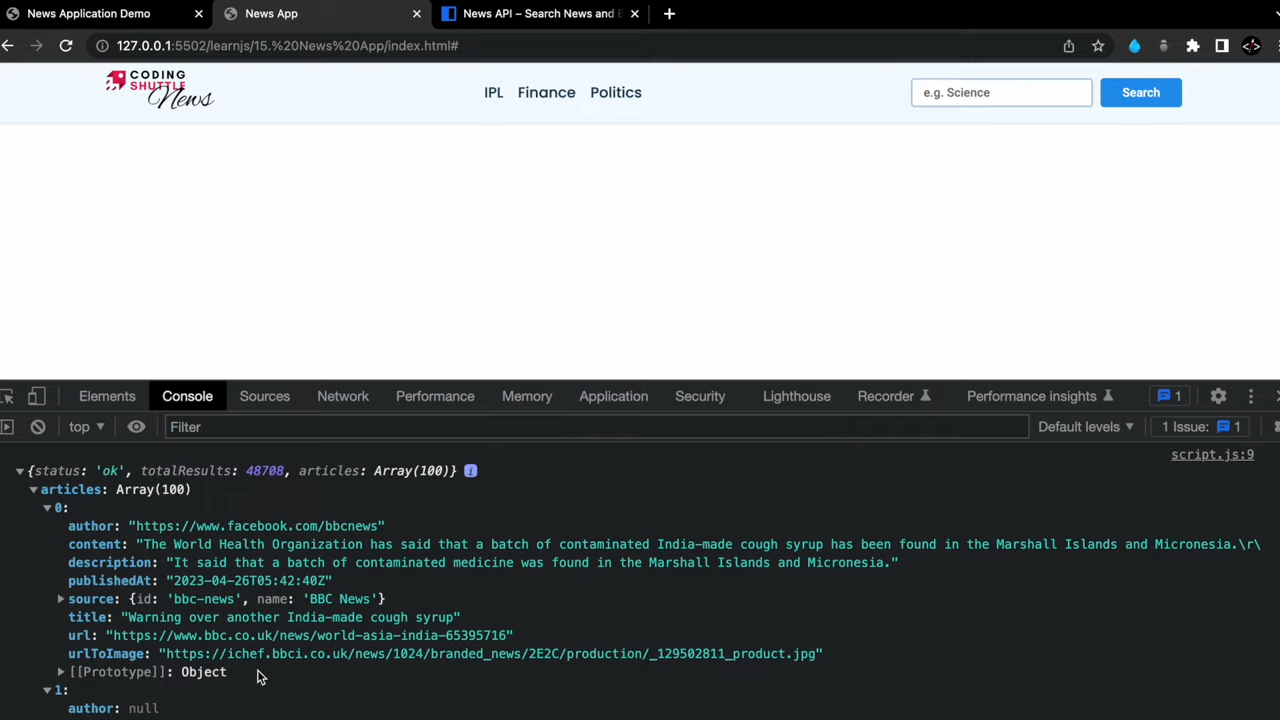 News Application Demo
News App
News API – Search News and
127.0.0.1:5502/learnjs/15.%20News%20App/index.html#
CODING
SHUTTLE
News
IPL Finance Politics
e.g. Science
Search
Elements Console Sources Network Performance Memory Application Security Lighthouse Recorder Performance insights 1
top Filter Default levels 1 Issue: 1
script.js:9
{status: 'ok', totalResults: 48708, articles: Array(100)}
articles: Array(100)
0:
author: "https://www.facebook.com/bbcnews"
content: "The World Health Organization has said that a batch of contaminated India-made cough syrup has been found in the Marshall Islands and Micronesia.\r\
description: "It said that a batch of contaminated medicine was found in the Marshall Islands and Micronesia."
publishedAt: "2023-04-26T05:42:40Z"
source: {id: 'bbc-news', name: 'BBC News'}
title: "Warning over another India-made cough syrup"
url: "https://www.bbc.co.uk/news/world-asia-india-65395716"
urlToImage: "https://ichef.bbci.co.uk/news/1024/branded_news/2E2C/production/_129502811_product.jpg"
[[Prototype]]: Object
1:
author: null